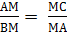 AM/BM = MC/MA